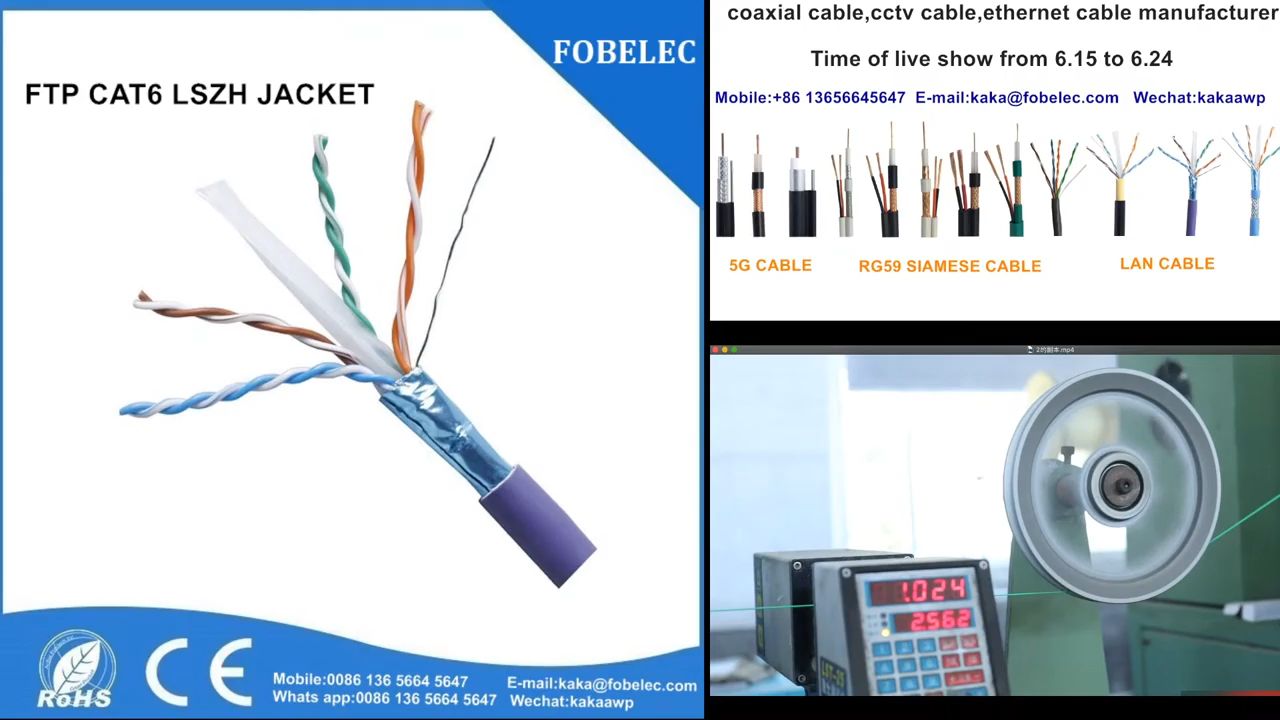 FOBELEC
FTP CAT6 LSZH JACKET
RoHS
CE
Mobile:0086 136 5664 5647
Whats app:0086 136 5664 5647
E-mail:kaka@fobelec.com
Wechat:kakaawp
coaxial cable,cctv cable,ethernet cable manufacturer
Time of live show from 6.15 to 6.24
Mobile:+86 13656645647 E-mail:kaka@fobelec.com Wechat:kakaawp
5G CABLE
RG59 SIAMESE CABLE
LAN CABLE
1.024
2562